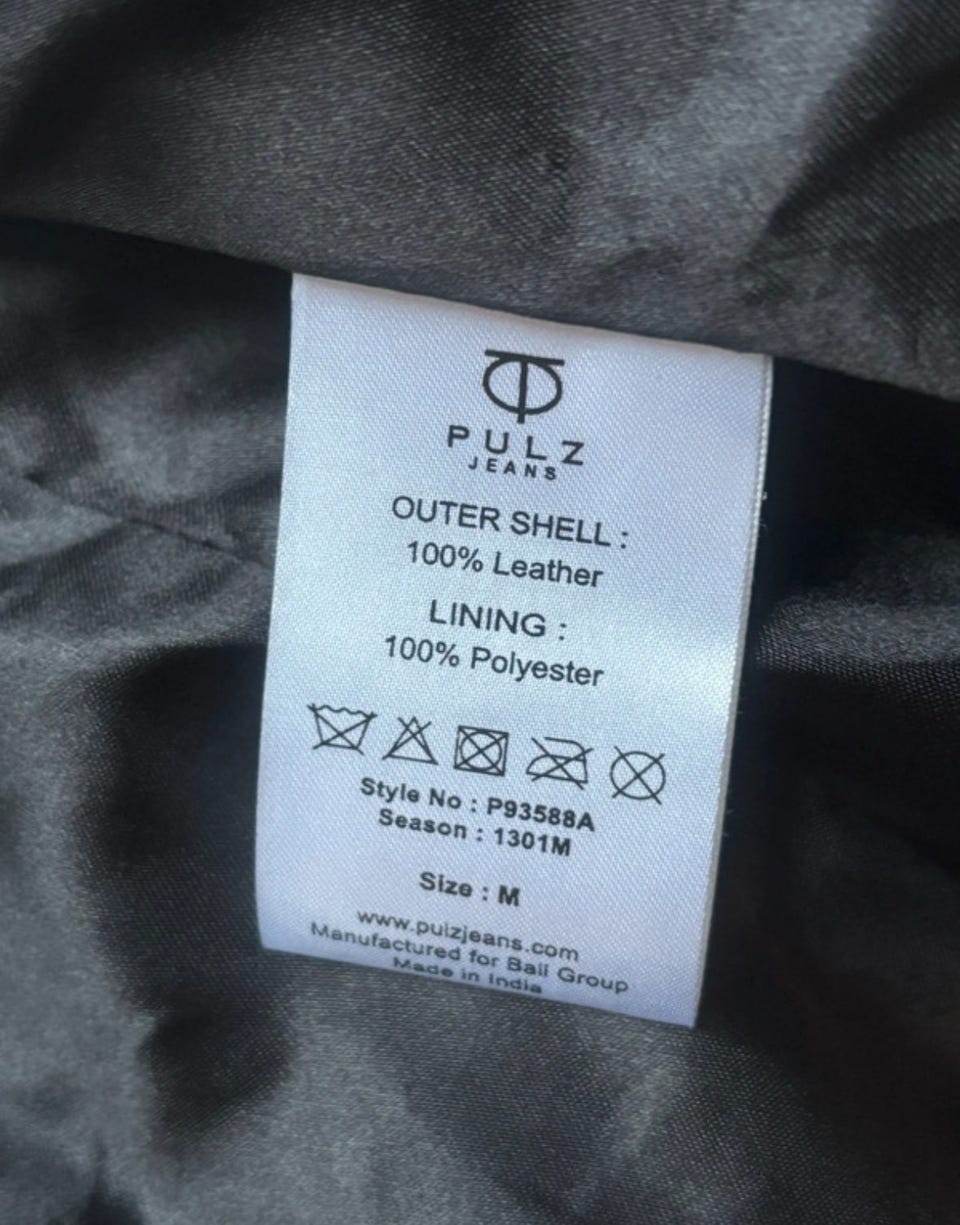 PULZ
JEANS
OUTER SHELL :
100% Leather
LINING :
100% Polyester
Style No : P93588A
Season : 1301M
Size : M
www.pulzjeans.com
Manufactured for Bali Group
Made in India